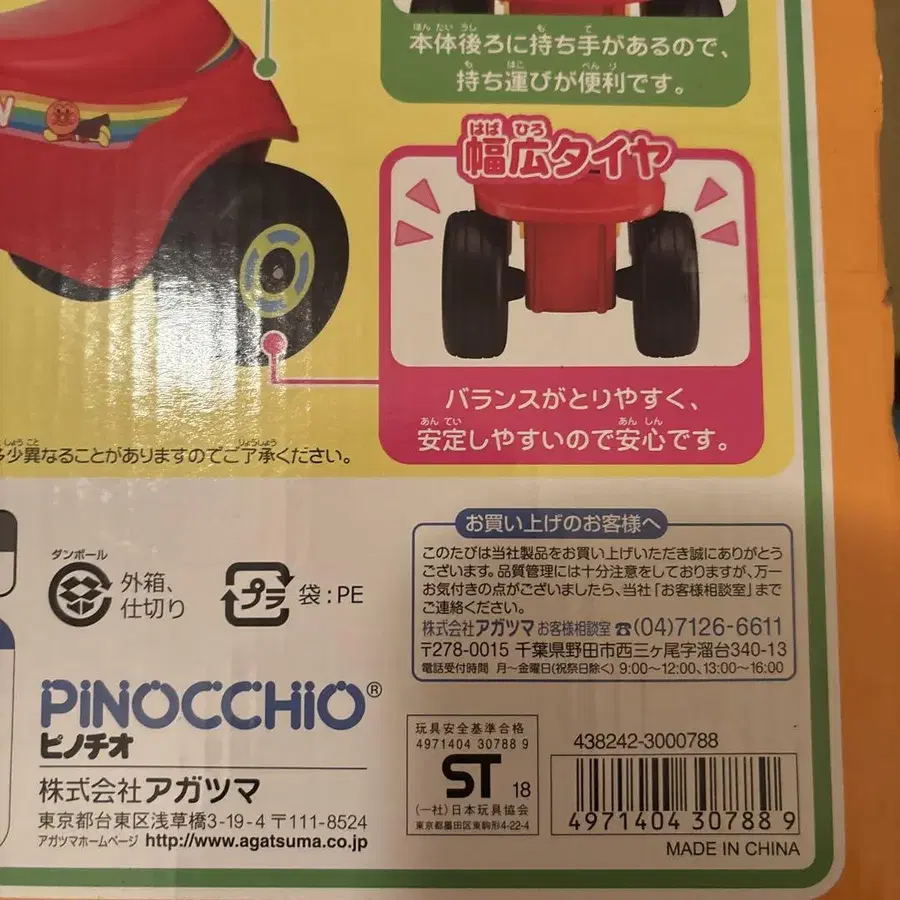 本体後ろに持ち手があるので、
持ち運びが便利です。
幅広タイヤ
バランスがとりやすく、
安定しやすいので安心です。
少異なることがありますのでご了承ください。
お買い上げのお客様へ
このたびは当社製品をお買い上げいただき誠にありがとう
ございます。品質管理には十分注意をしておりますが、万一
お気付きの点がございましたら、当社「お客様相談室」まで
ご連絡ください。
株式会社アガツマ お客様相談室 ☎(04)7126-6611
〒278-0015 千葉県野田市西三ヶ尾字溜台340-13
電話受付時間 月〜金曜日(祝祭日除く) 9:00〜12:00、13:00〜16:00
ダンボール
外箱、
仕切り
プラ
袋:PE
PINOCCHIO®
ピノチオ
株式会社アガツマ
東京都台東区浅草橋3-19-4 〒111-8524
アガツマホームページ http://www.agatsuma.co.jp
玩具安全基準合格
4971404 30788 9
ST 18
(一社)日本玩具協会
東京都墨田区東駒形4-22-4
438242-3000788
4971404 307889
MADE IN CHINA